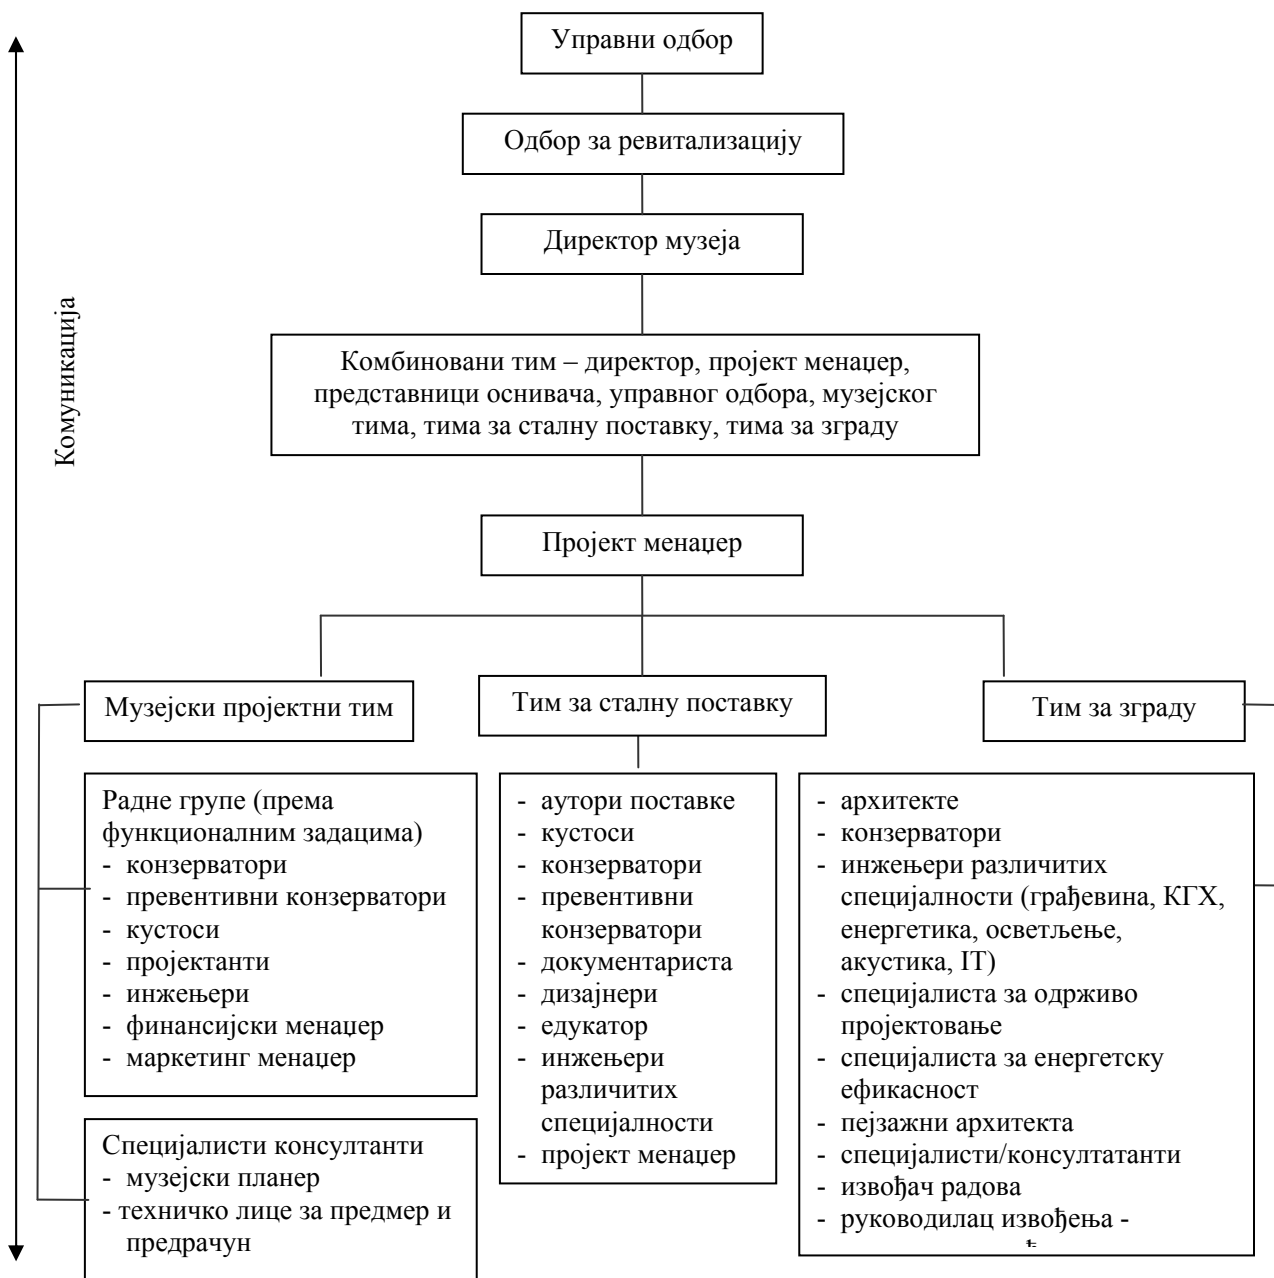 Управни одбор
Одбор за ревитализацију
Директор музеја
Комуникација
Комбиновани тим – директор, пројект менаџер,
представници оснивача, управног одбора, музејског
тима, тима за сталну поставку, тима за зграду
Пројект менаџер
Музејски пројектни тим
Тим за сталну поставку
Тим за зграду
Радне групе (према
функционалним задацима)
- конзерватори
- превентивни конзерватори
- кустоси
- пројектанти
- инжењери
- финансијски менаџер
- маркетинг менаџер
Специјалисти консултанти
- музејски планер
- техничко лице за предмер и
предрачун
- аутори поставке
- кустоси
- конзерватори
- превентивни
конзерватори
- документариста
- дизајнери
- едукатор
- инжењери
различитих
специјалности
- пројект менаџер
- архитекте
- конзерватори
- инжењери различитих
специјалности (грађевина, КГХ,
енергетика, осветљење,
акустика, IT)
- специјалиста за одрживо
пројектовање
- специјалиста за енергетску
ефикасност
- пејзажни архитекта
- специјалисти/консултатанти
- извођач радова
- руководилац извођења -